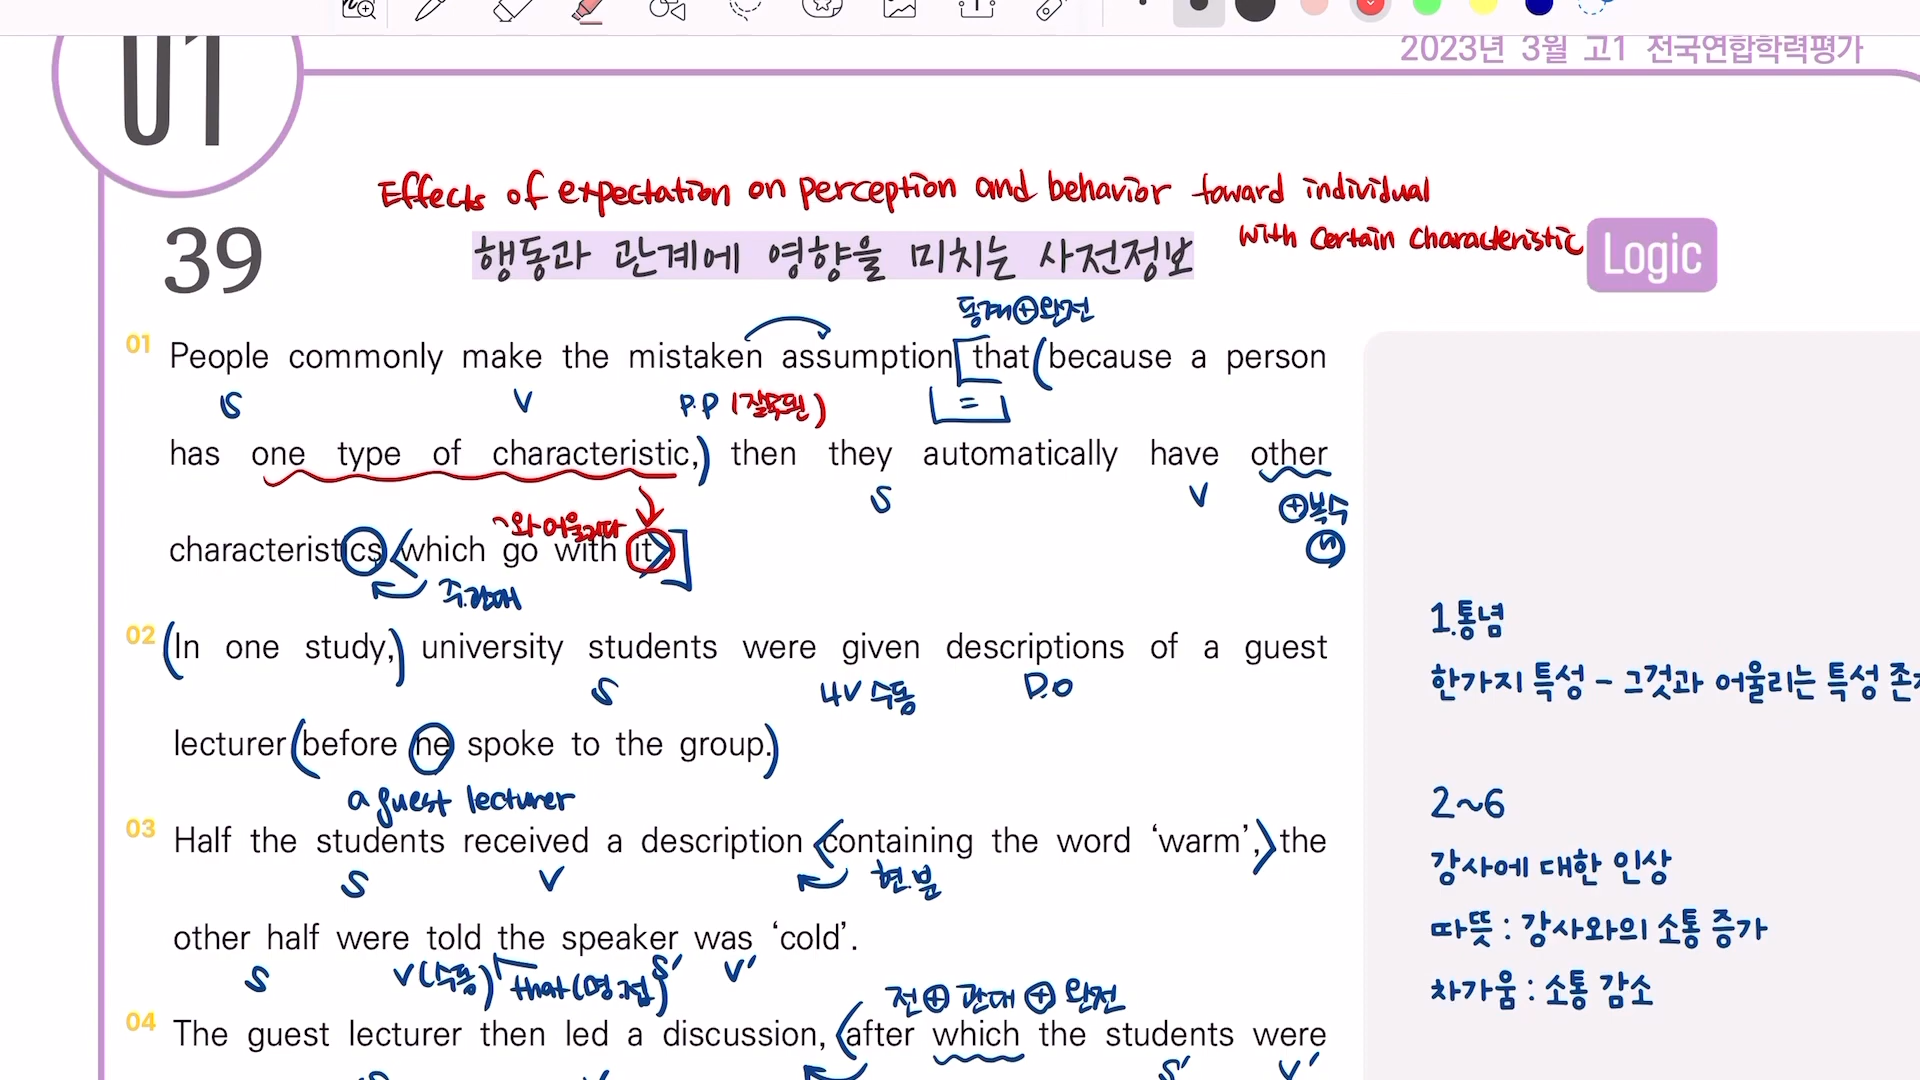 2023년 3월 고1 전국연합학력평가
01
Effects of expectation on perception and behavior toward individual
with certain characteristic
39
행동과 관계에 영향을 미치는 사전정보
Logic
동격⊕완전
01 People commonly make the mistaken assumption that because a person
S V P.P (잘못된) =
has one type of characteristic, then they automatically have other
S V ⊕복수
~와 어울리다
characteristics which go with it.
주.관대
02 In one study, university students were given descriptions of a guest
S 4V 수동 D.O
lecturer before he spoke to the group.
a guest lecturer
03 Half the students received a description containing the word ‘warm’, the
S V 현.분
other half were told the speaker was ‘cold’.
S V(수동) that(명.접) S' V'
전⊕관대⊕완전
04 The guest lecturer then led a discussion, after which the students were
S V S' V'
1.통념
한가지 특성 - 그것과 어울리는 특성
2~6
강사에 대한 인상
따뜻 : 강사와의 소통 증가
차가움 : 소통 감소